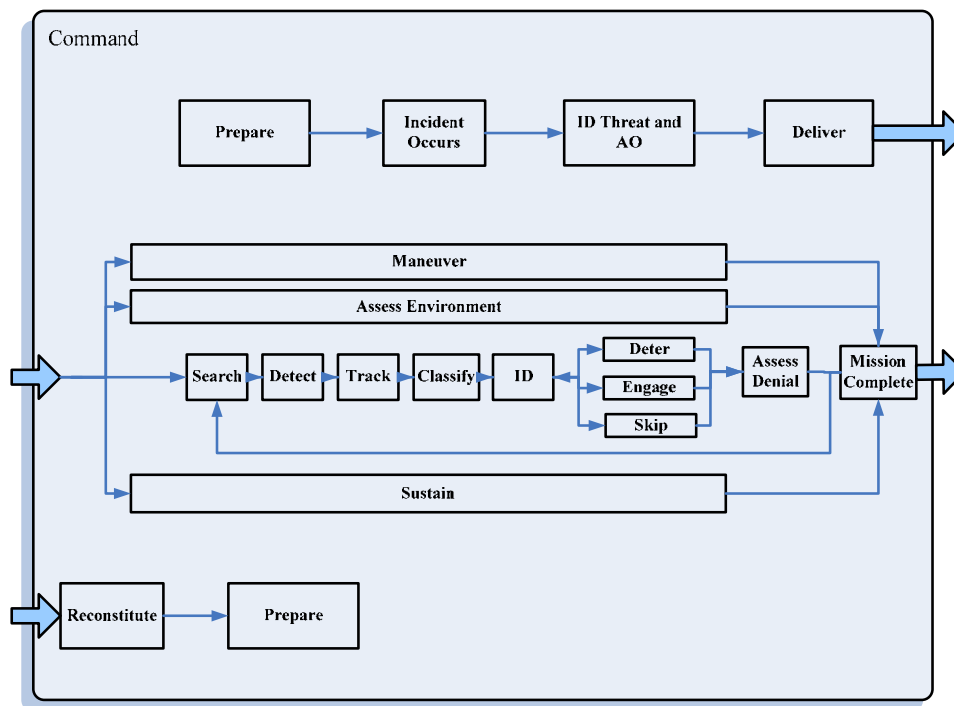 Command
Prepare
Incident
Occurs
ID Threat and
AO
Deliver
Maneuver
Assess Environment
Search
Detect
Track
Classify
ID
Deter
Engage
Skip
Assess
Denial
Mission
Complete
Sustain
Reconstitute
Prepare